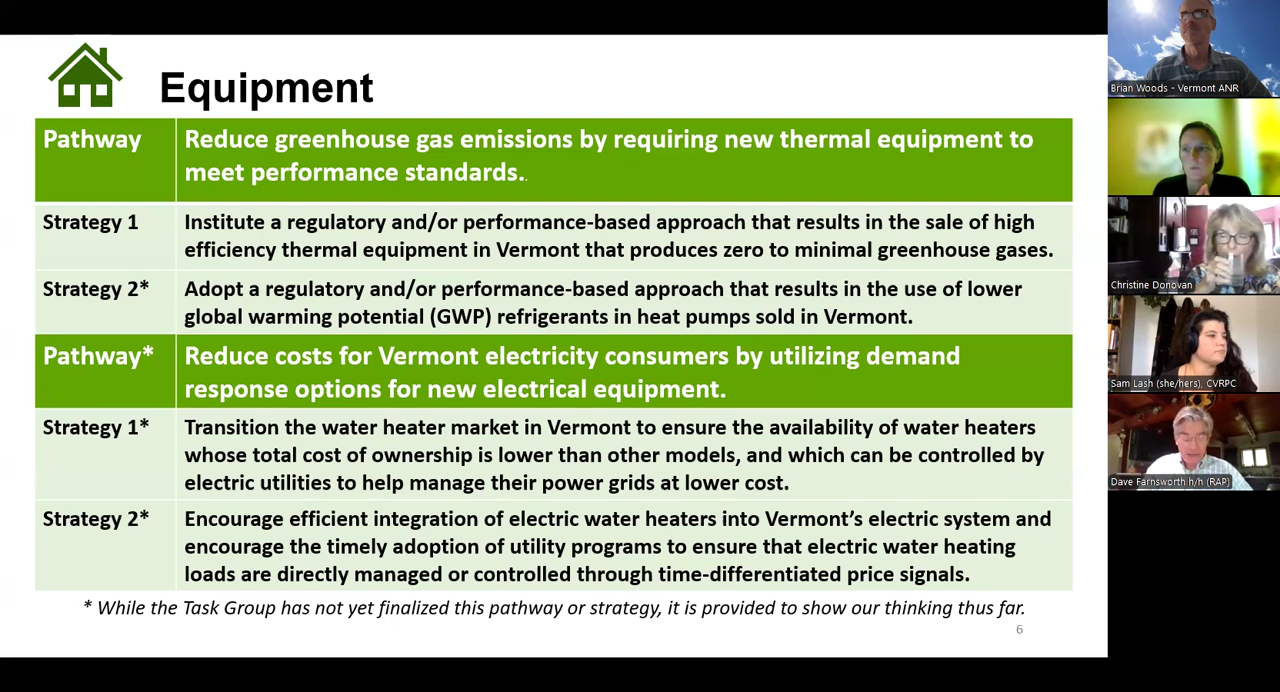 Equipment
Pathway
Reduce greenhouse gas emissions by requiring new thermal equipment to
meet performance standards..
Strategy 1
Institute a regulatory and/or performance-based approach that results in the sale of high
efficiency thermal equipment in Vermont that produces zero to minimal greenhouse gases.
Strategy 2*
Adopt a regulatory and/or performance-based approach that results in the use of lower
global warming potential (GWP) refrigerants in heat pumps sold in Vermont.
Pathway*
Reduce costs for Vermont electricity consumers by utilizing demand
response options for new electrical equipment.
Strategy 1*
Transition the water heater market in Vermont to ensure the availability of water heaters
whose total cost of ownership is lower than other models, and which can be controlled by
electric utilities to help manage their power grids at lower cost.
Strategy 2*
Encourage efficient integration of electric water heaters into Vermont’s electric system and
encourage the timely adoption of utility programs to ensure that electric water heating
loads are directly managed or controlled through time-differentiated price signals.
* While the Task Group has not yet finalized this pathway or strategy, it is provided to show our thinking thus far.
6
Brian Woods - Vermont ANR
Christine Donovan
Sam Lash (she/hers), CVRPC
Dave Farnsworth h/h (RAP)